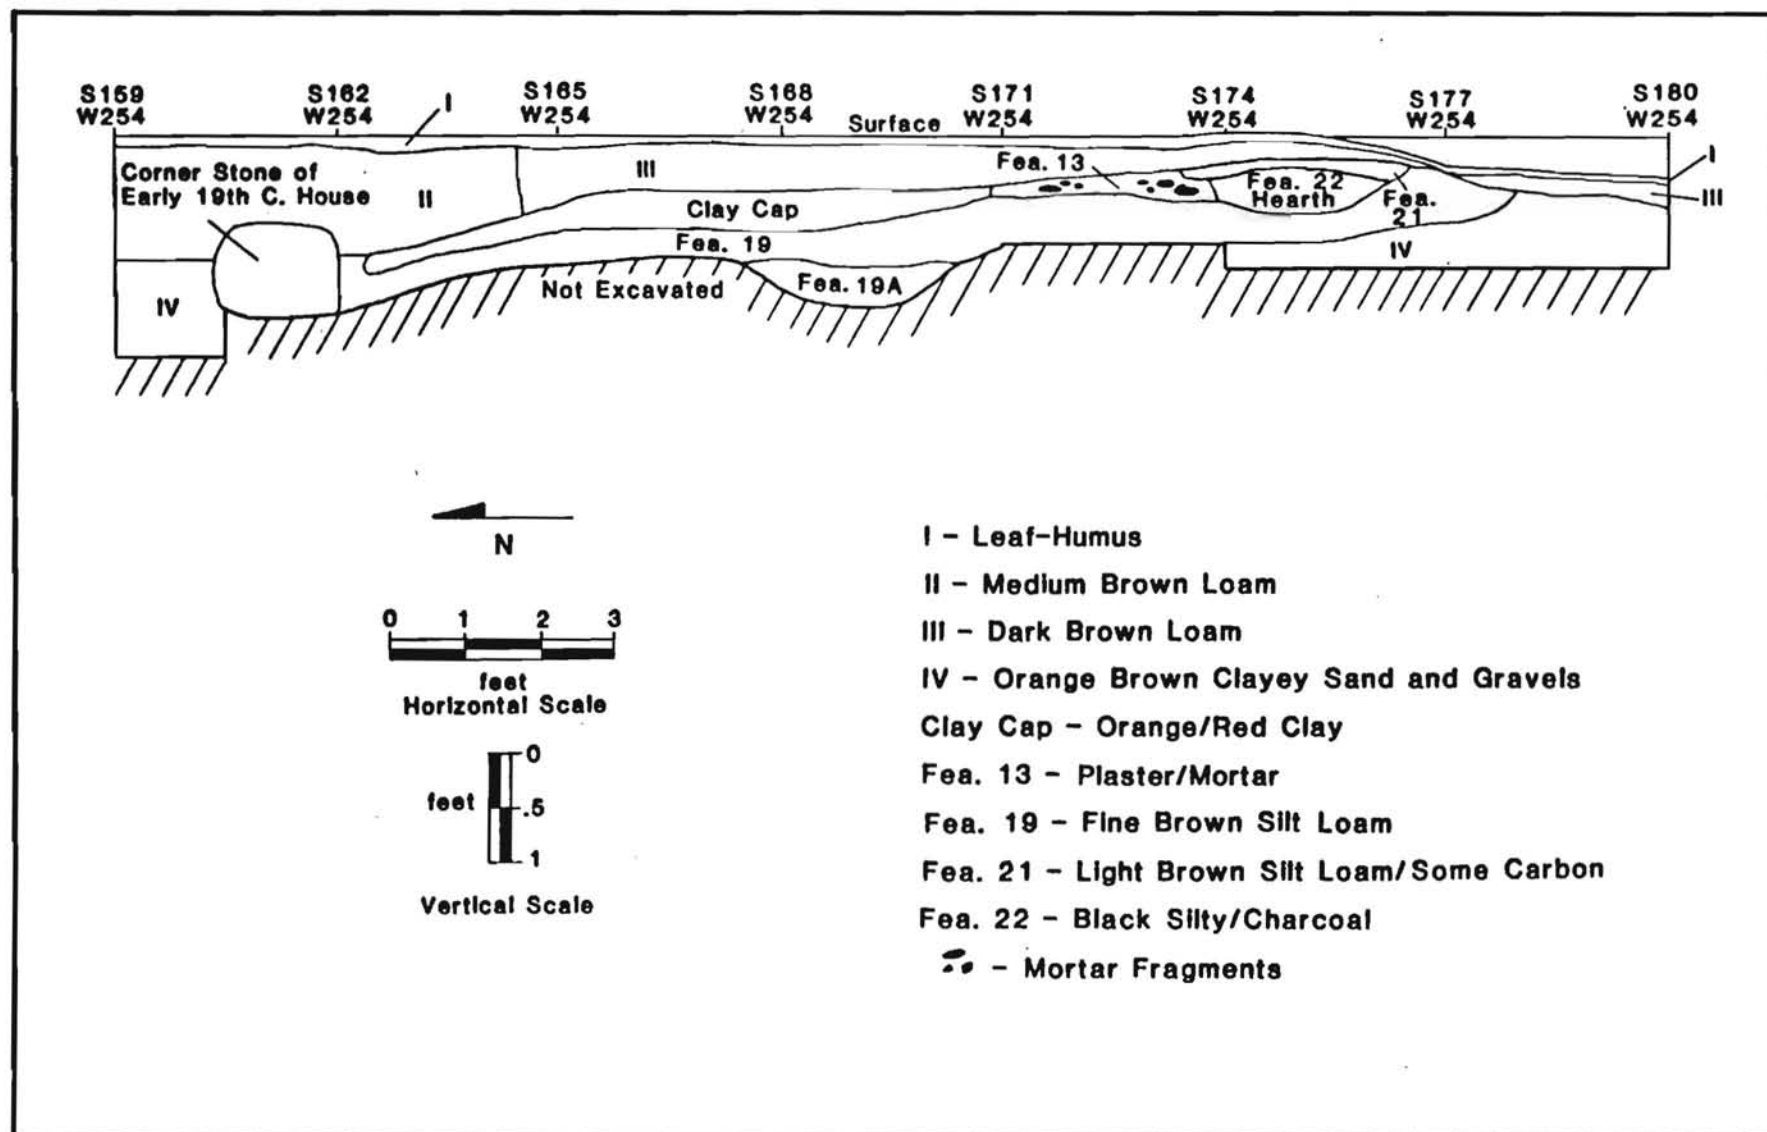 S159 S162 S165 S168 S171 S174 S177 S180
W254 W254 W254 W254 W254 W254 W254 W254
I
Surface
Corner Stone of
Early 19th C. House
II
III
Fea. 13
Clay Cap
Fea. 22
Hearth
Fea.
21
I
III
Fea. 19
IV
Not Excavated
Fea. 19A
IV
N
0 1 2 3
feet
Horizontal Scale
0
feet .5
1
Vertical Scale
I - Leaf-Humus
II - Medium Brown Loam
III - Dark Brown Loam
IV - Orange Brown Clayey Sand and Gravels
Clay Cap - Orange/Red Clay
Fea. 13 - Plaster/Mortar
Fea. 19 - Fine Brown Silt Loam
Fea. 21 - Light Brown Silt Loam/Some Carbon
Fea. 22 - Black Silty/Charcoal
- Mortar Fragments